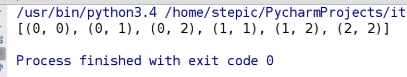 /usr/bin/python3.4 /home/stepic/PycharmProjects/it
[(0, 0), (0, 1), (0, 2), (1, 1), (1, 2), (2, 2)]
Process finished with exit code 0